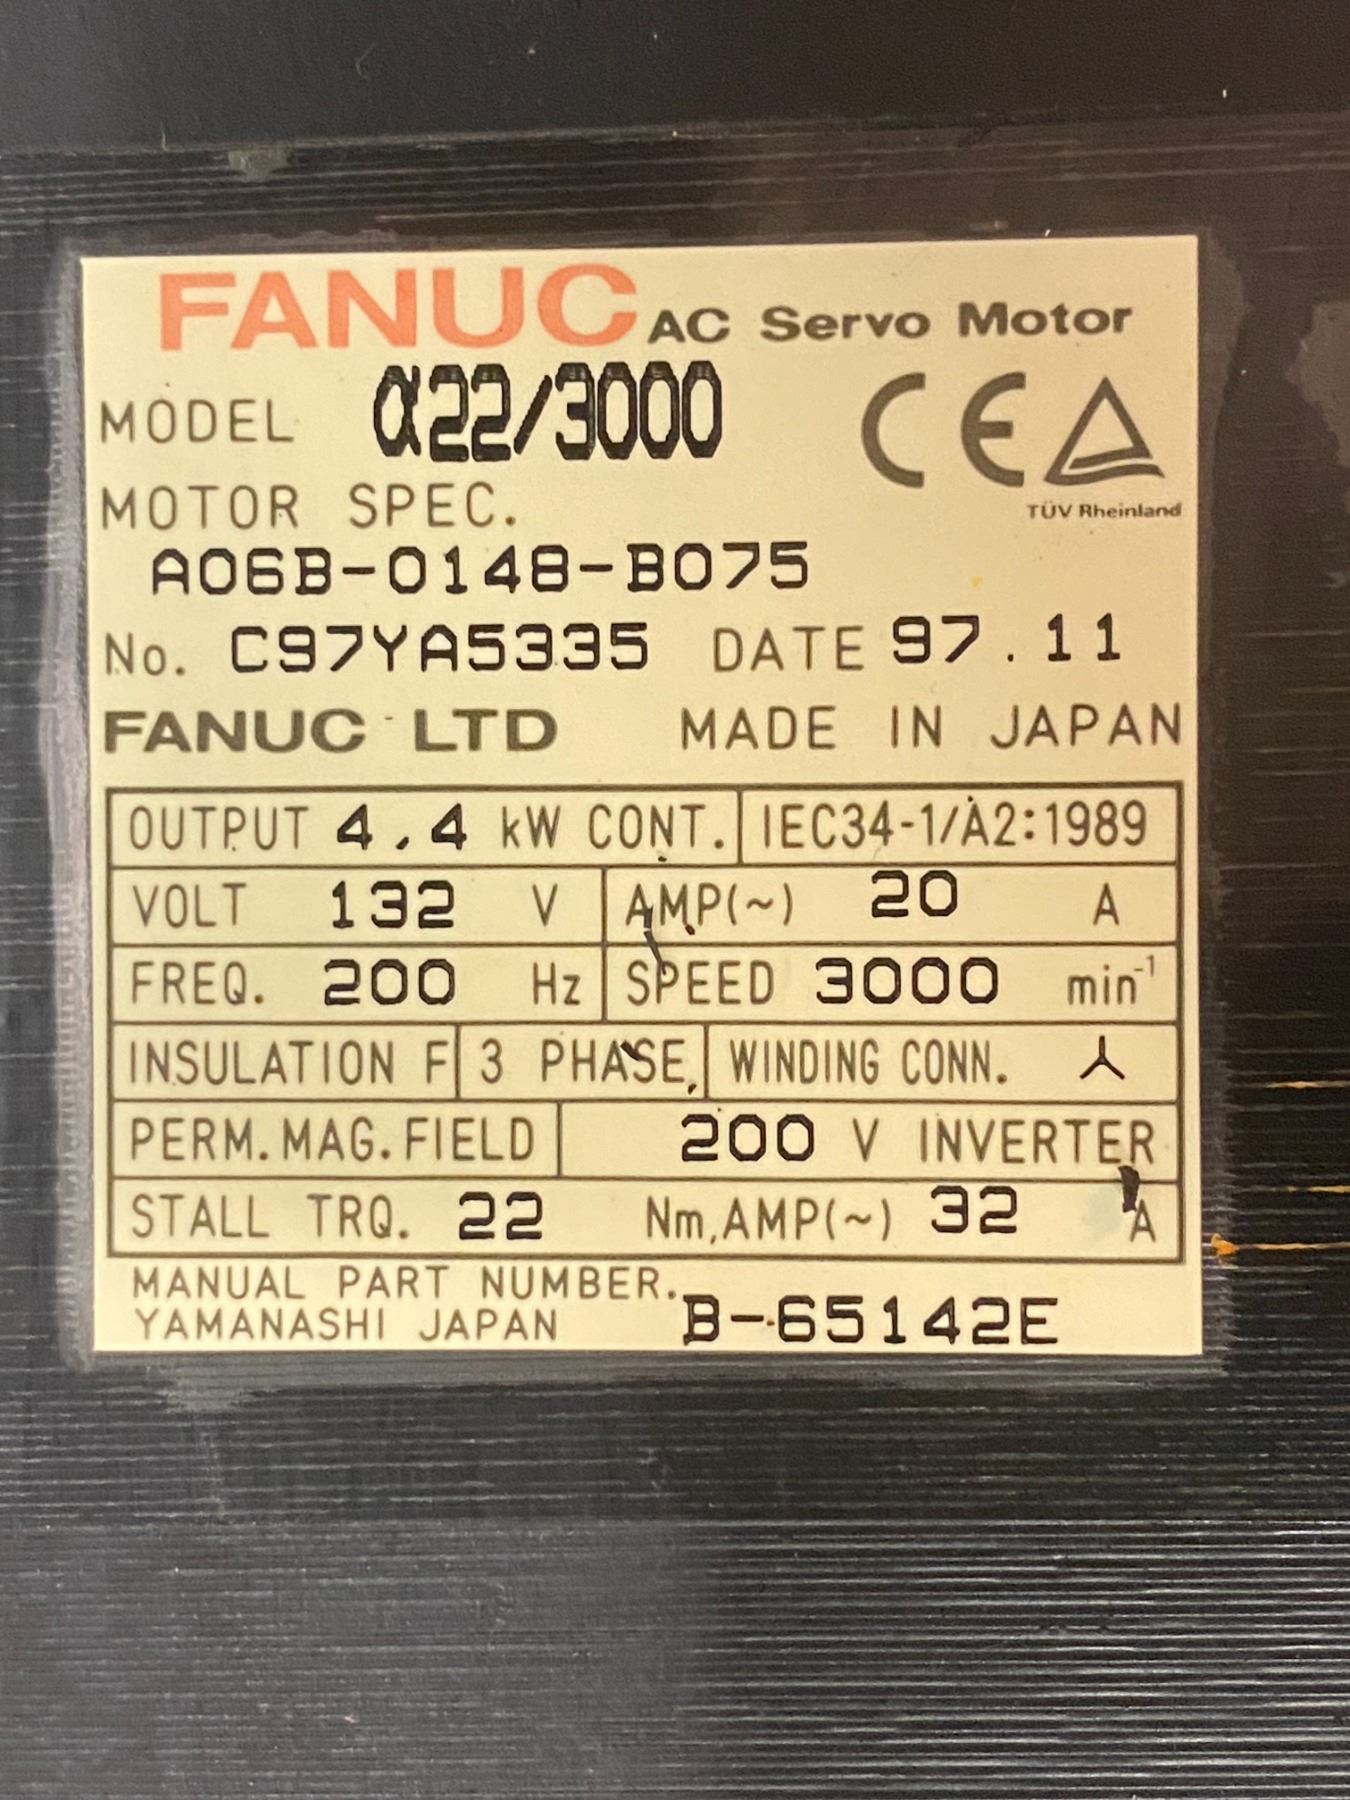 FANUC AC Servo Motor
MODEL α22/3000
CE
TÜV Rheinland
MOTOR SPEC.
A06B-0148-B075
No. C97YA5335 DATE 97.11
FANUC LTD MADE IN JAPAN
OUTPUT 4.4 kW CONT. IEC34-1/A2:1989
VOLT 132 V AMP(~) 20 A
FREQ. 200 Hz SPEED 3000 min⁻¹
INSULATION F 3 PHASE WINDING CONN. ⅄
PERM.MAG.FIELD 200 V INVERTER
STALL TRQ. 22 Nm,AMP(~) 32 A
MANUAL PART NUMBER.
YAMANASHI JAPAN B-65142E